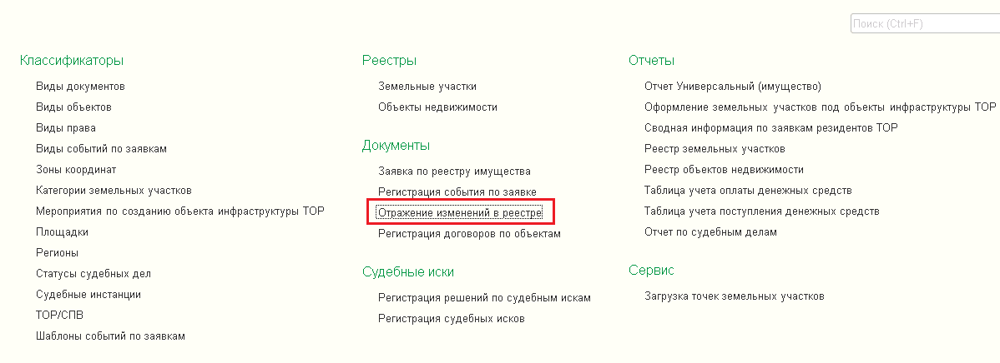 Поиск (Ctrl+F)
Классификаторы
Виды документов
Виды объектов
Виды права
Виды событий по заявкам
Зоны координат
Категории земельных участков
Мероприятия по созданию объекта инфраструктуры ТОР
Площадки
Регионы
Статусы судебных дел
Судебные инстанции
ТОР/СПВ
Шаблоны событий по заявкам
Реестры
Земельные участки
Объекты недвижимости
Документы
Заявка по реестру имущества
Регистрация события по заявке
Отражение изменений в реестре
Регистрация договоров по объектам
Судебные иски
Регистрация решений по судебным искам
Регистрация судебных исков
Отчеты
Отчет Универсальный (имущество)
Оформление земельных участков под объекты инфраструктуры ТОР
Сводная информация по заявкам резидентов ТОР
Реестр земельных участков
Реестр объектов недвижимости
Таблица учета оплаты денежных средств
Таблица учета поступления денежных средств
Отчет по судебным делам
Сервис
Загрузка точек земельных участков